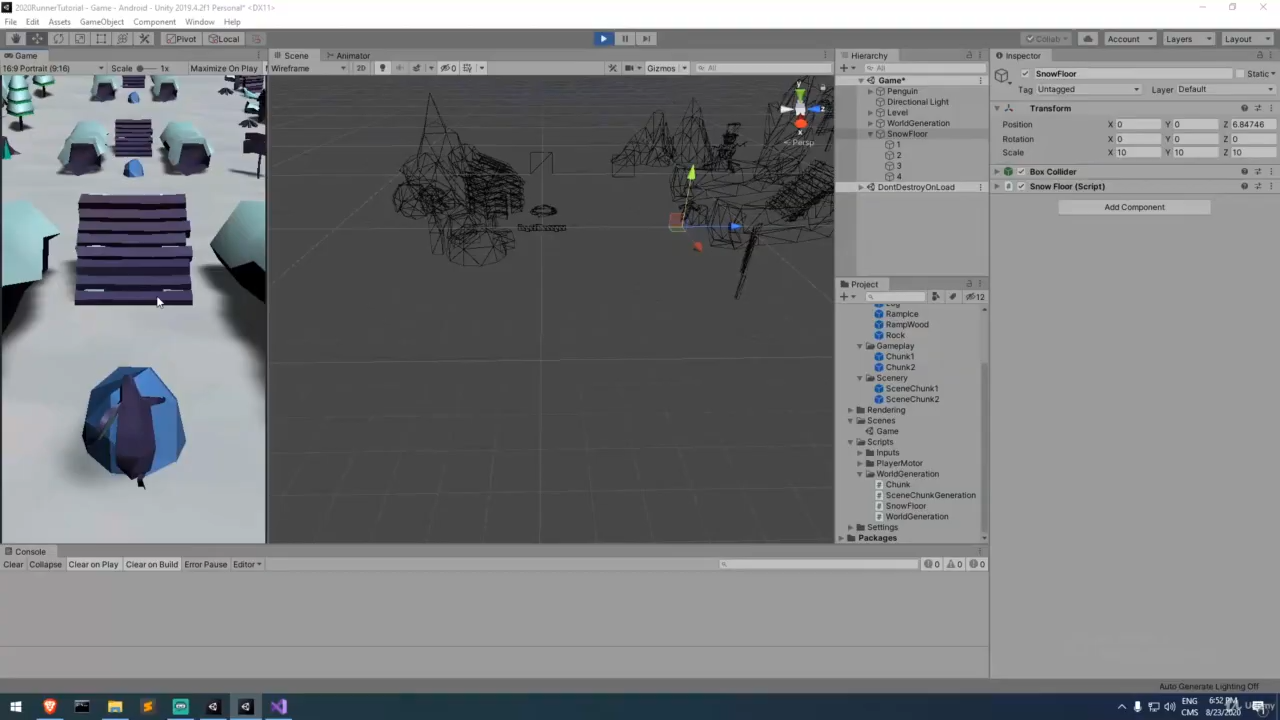 2020RunnerTutorial - Game - Android - Unity 2019.4.2f1 Personal* <DX11>
File Edit Assets GameObject Component Window Help
Pivot Local Collab Account Layers Layout
Game Scene Animator Hierarchy Inspector
16:9 Portrait (9:16) Scale 1x Maximize On Play Wireframe 2D 0 Gizmos All All
SnowFloor Static
Game*
Tag Untagged Layer Default
Penguin
Directional Light
Transform
Level
WorldGeneration
Position X 0 Y 0 Z 6.84746
SnowFloor
Rotation X 0 Y 0 Z 0
1
Persp
Scale X 10 Y 10 Z 10
2
3
Box Collider
4
DontDestroyOnLoad
Snow Floor (Script)
Add Component
Project
12
RampIce
RampWood
Rock
Gameplay
Chunk1
Chunk2
Scenery
SceneChunk1
SceneChunk2
Rendering
Scenes
Game
Scripts
Inputs
PlayerMotor
WorldGeneration
Chunk
SceneChunkGeneration
SnowFloor
WorldGeneration
Settings
Packages
Console
Clear Collapse Clear on Play Clear on Build Error Pause Editor 0 0 0
Auto Generate Lighting Off
ENG 6:52 PM
CMS 8/23/2020
Udemy